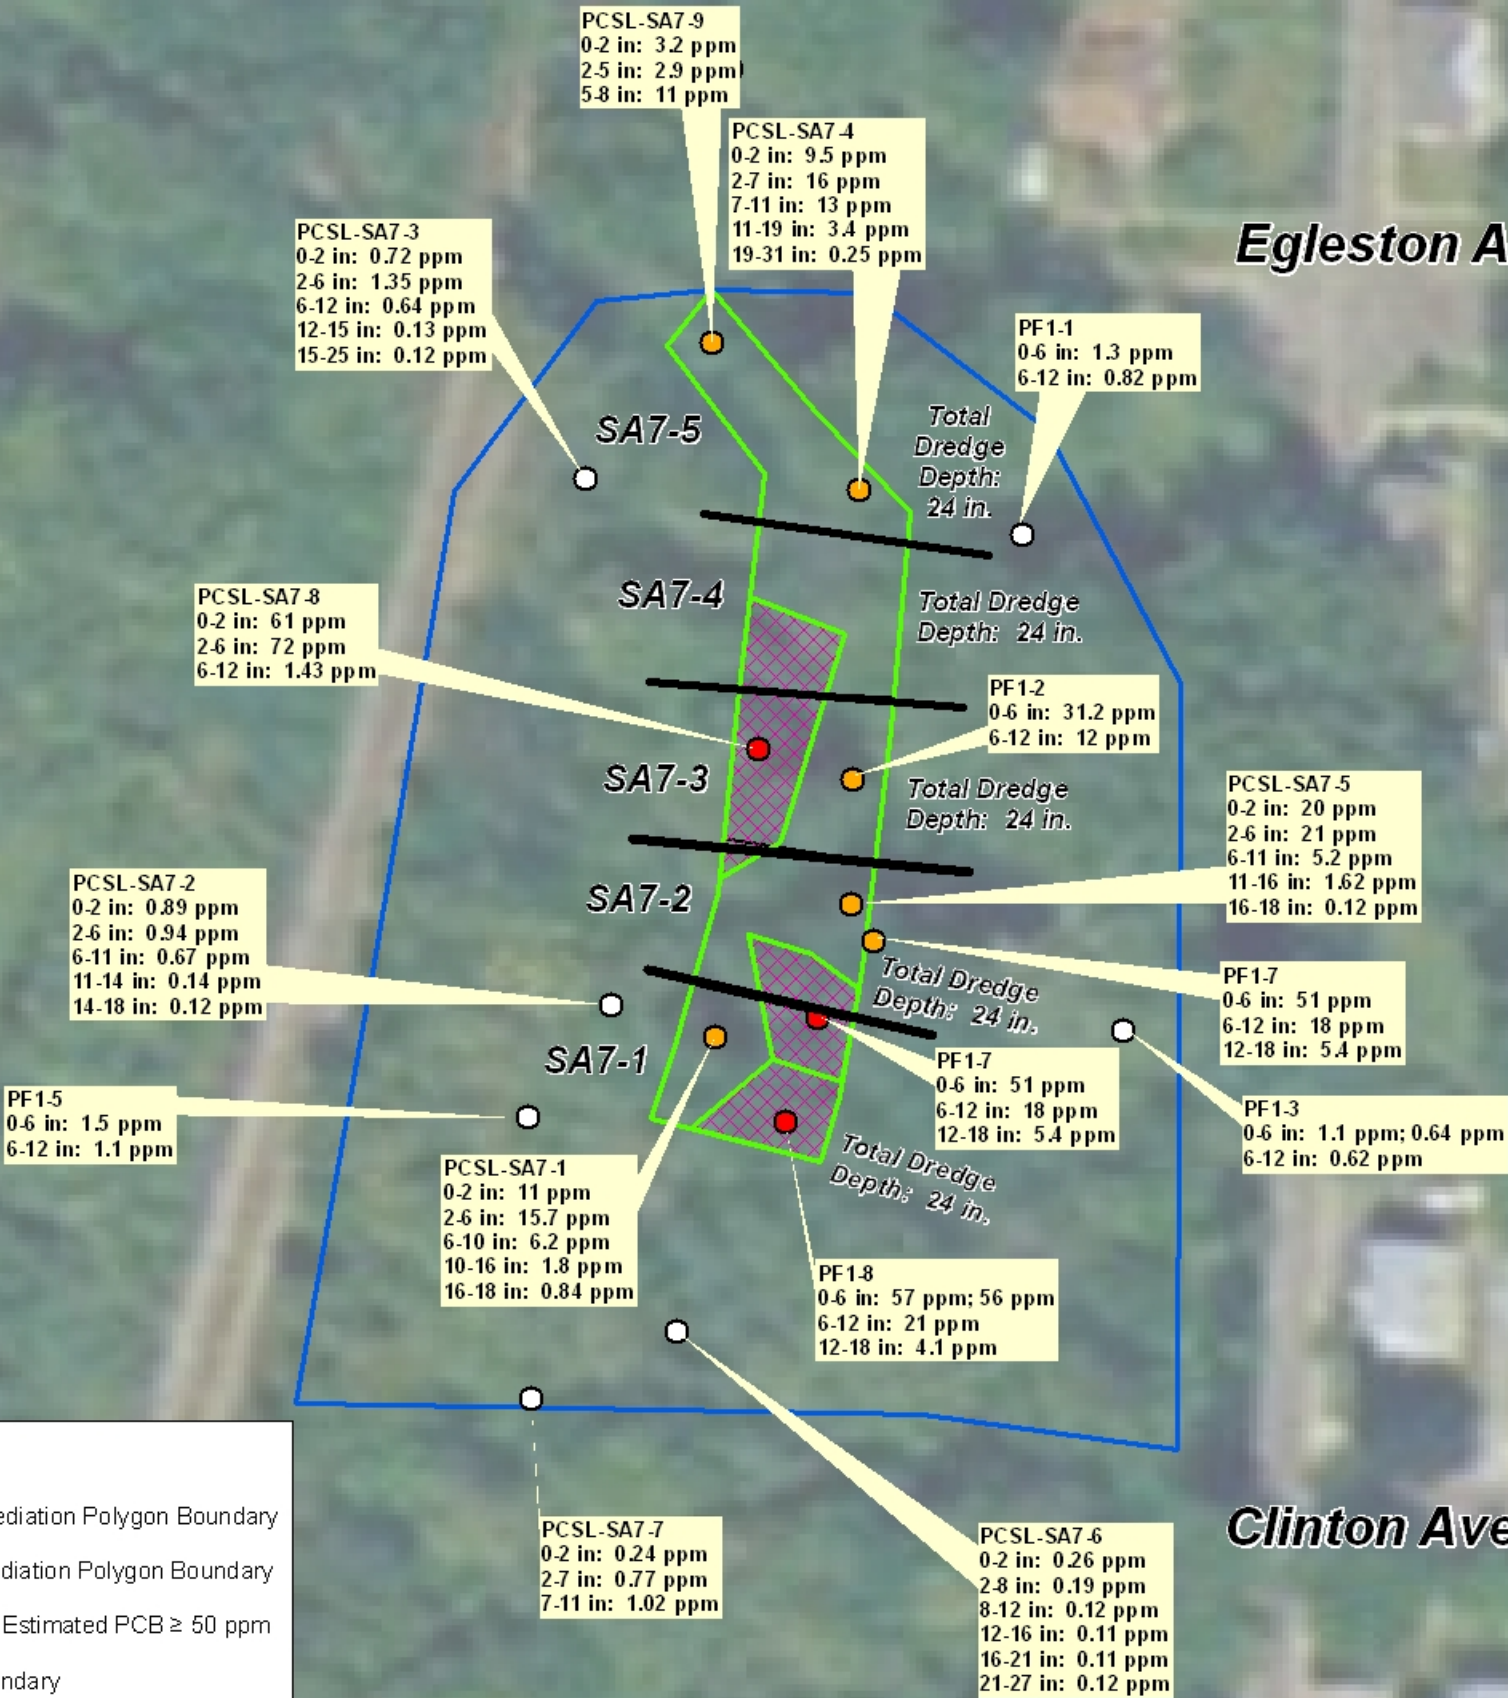 PCSL-SA7-9
0-2 in: 3.2 ppm
2-5 in: 2.9 ppm
5-8 in: 11 ppm
PCSL-SA7-4
0-2 in: 9.5 ppm
2-7 in: 16 ppm
7-11 in: 13 ppm
11-19 in: 3.4 ppm
19-31 in: 0.25 ppm
PCSL-SA7-3
0-2 in: 0.72 ppm
2-6 in: 1.35 ppm
6-12 in: 0.64 ppm
12-15 in: 0.13 ppm
15-25 in: 0.12 ppm
Egleston A
PF1-1
0-6 in: 1.3 ppm
6-12 in: 0.82 ppm
SA7-5
Total
Dredge
Depth:
24 in.
SA7-4
Total Dredge
Depth: 24 in.
PCSL-SA7-8
0-2 in: 61 ppm
2-6 in: 72 ppm
6-12 in: 1.43 ppm
PF1-2
0-6 in: 31.2 ppm
6-12 in: 12 ppm
SA7-3
Total Dredge
Depth: 24 in.
PCSL-SA7-5
0-2 in: 20 ppm
2-6 in: 21 ppm
6-11 in: 5.2 ppm
11-16 in: 1.62 ppm
16-18 in: 0.12 ppm
PCSL-SA7-2
0-2 in: 0.89 ppm
2-6 in: 0.94 ppm
6-11 in: 0.67 ppm
11-14 in: 0.14 ppm
14-18 in: 0.12 ppm
SA7-2
Total Dredge
Depth: 24 in.
PF1-7
0-6 in: 51 ppm
6-12 in: 18 ppm
12-18 in: 5.4 ppm
SA7-1
PF1-7
0-6 in: 51 ppm
6-12 in: 18 ppm
12-18 in: 5.4 ppm
PF1-5
0-6 in: 1.5 ppm
6-12 in: 1.1 ppm
PF1-3
0-6 in: 1.1 ppm; 0.64 ppm
6-12 in: 0.62 ppm
Total Dredge
Depth: 24 in.
PCSL-SA7-1
0-2 in: 11 ppm
2-6 in: 15.7 ppm
6-10 in: 6.2 ppm
10-16 in: 1.8 ppm
16-18 in: 0.84 ppm
PF1-8
0-6 in: 57 ppm; 56 ppm
6-12 in: 21 ppm
12-18 in: 4.1 ppm
ediation Polygon Boundary
diation Polygon Boundary
Estimated PCB ≥ 50 ppm
ndary
PCSL-SA7-7
0-2 in: 0.24 ppm
2-7 in: 0.77 ppm
7-11 in: 1.02 ppm
Clinton Ave
PCSL-SA7-6
0-2 in: 0.26 ppm
2-8 in: 0.19 ppm
8-12 in: 0.12 ppm
12-16 in: 0.11 ppm
16-21 in: 0.11 ppm
21-27 in: 0.12 ppm